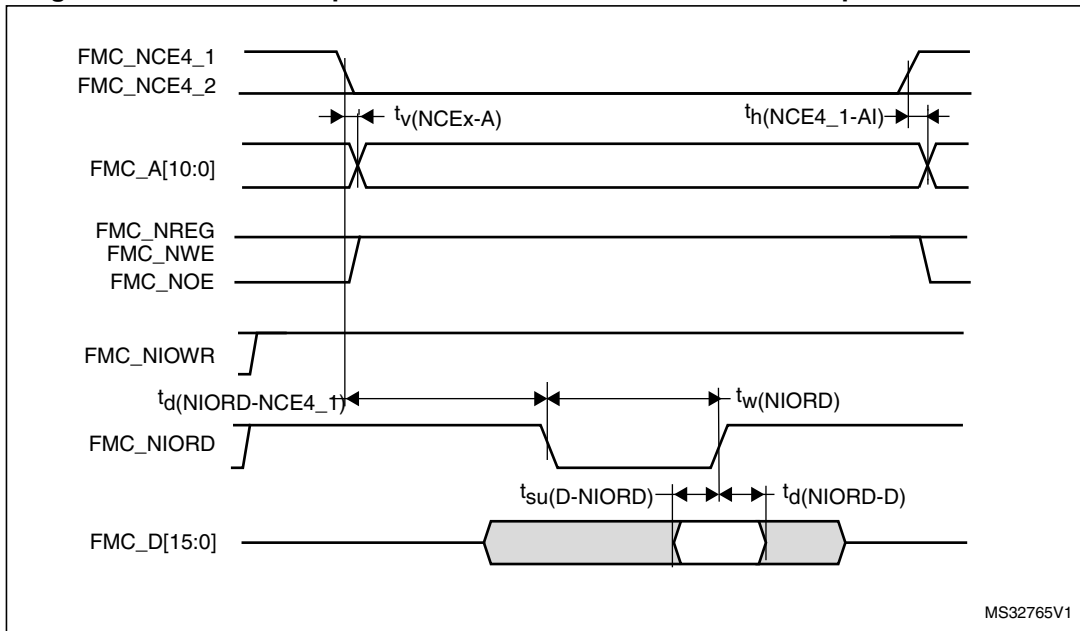 FMC_NCE4_1
FMC_NCE4_2
tv(NCEx-A)
th(NCE4_1-AI)
FMC_A[10:0]
FMC_NREG
FMC_NWE
FMC_NOE
FMC_NIOWR
td(NIORD-NCE4_1)
tw(NIORD)
FMC_NIORD
tsu(D-NIORD)
td(NIORD-D)
FMC_D[15:0]
MS32765V1